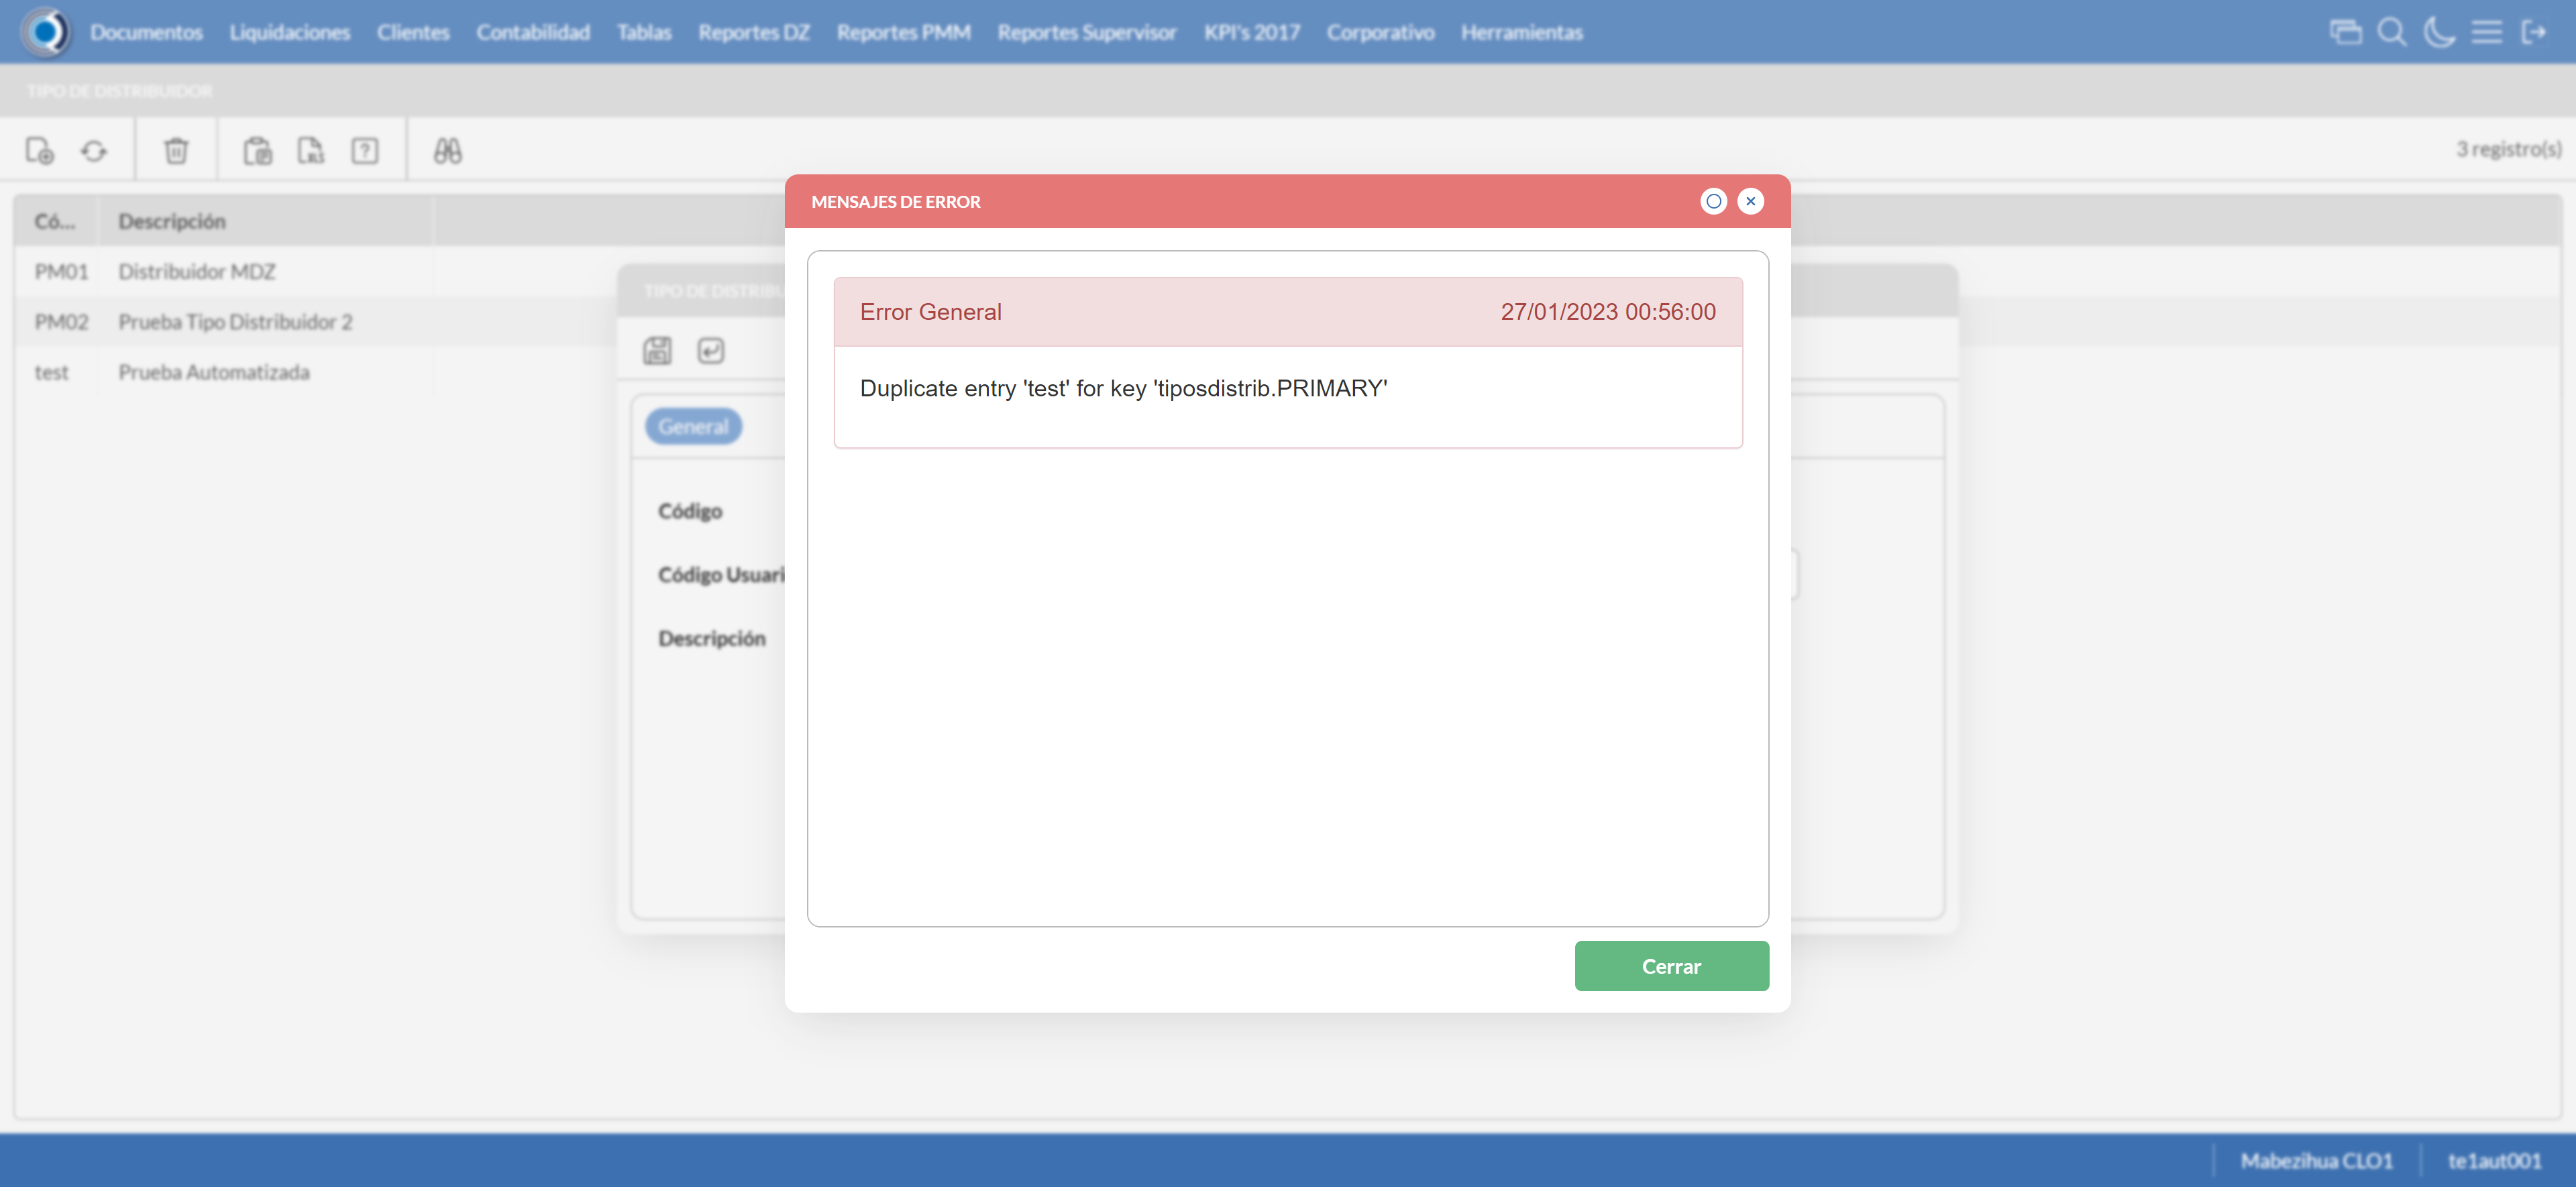 Documentos Liquidaciones Clientes Contabilidad Tablas Reportes DZ Reportes PMM Reportes Supervisor KPI's 2017 Corporativo Herramientas
TIPO DE DISTRIBUIDOR
XLS
?
3 registro(s)
Có... Descripción
PM01 Distribuidor MDZ
PM02 Prueba Tipo Distribuidor 2
test Prueba Automatizada
TIPO DE DISTRIBU
General
Código
Código Usuari
Descripción
MENSAJES DE ERROR
Error General 27/01/2023 00:56:00
Duplicate entry 'test' for key 'tiposdistrib.PRIMARY'
Cerrar
Mabezihua CLO1 te1aut001